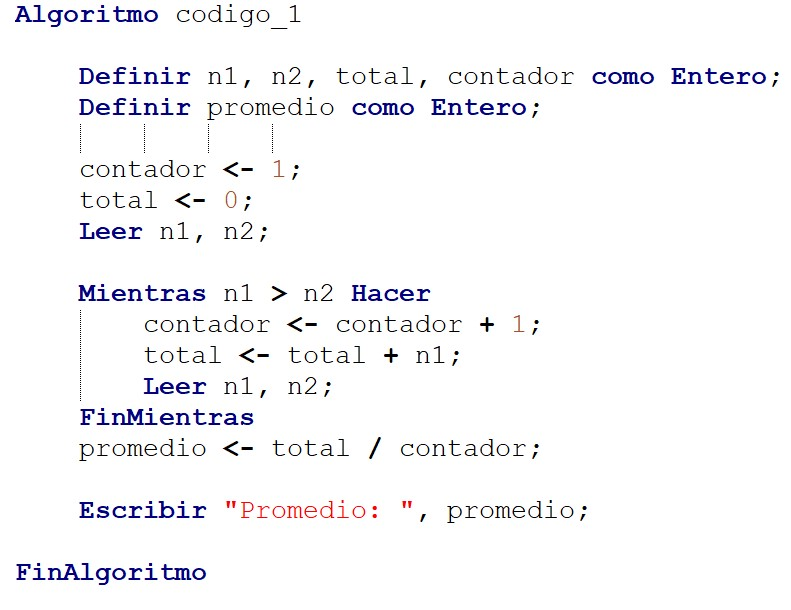 Algoritmo codigo_1
Definir n1, n2, total, contador como Entero;
Definir promedio como Entero;
contador <- 1;
total <- 0;
Leer n1, n2;
Mientras n1 > n2 Hacer
contador <- contador + 1;
total <- total + n1;
Leer n1, n2;
FinMientras
promedio <- total / contador;
Escribir "Promedio: ", promedio;
FinAlgoritmo